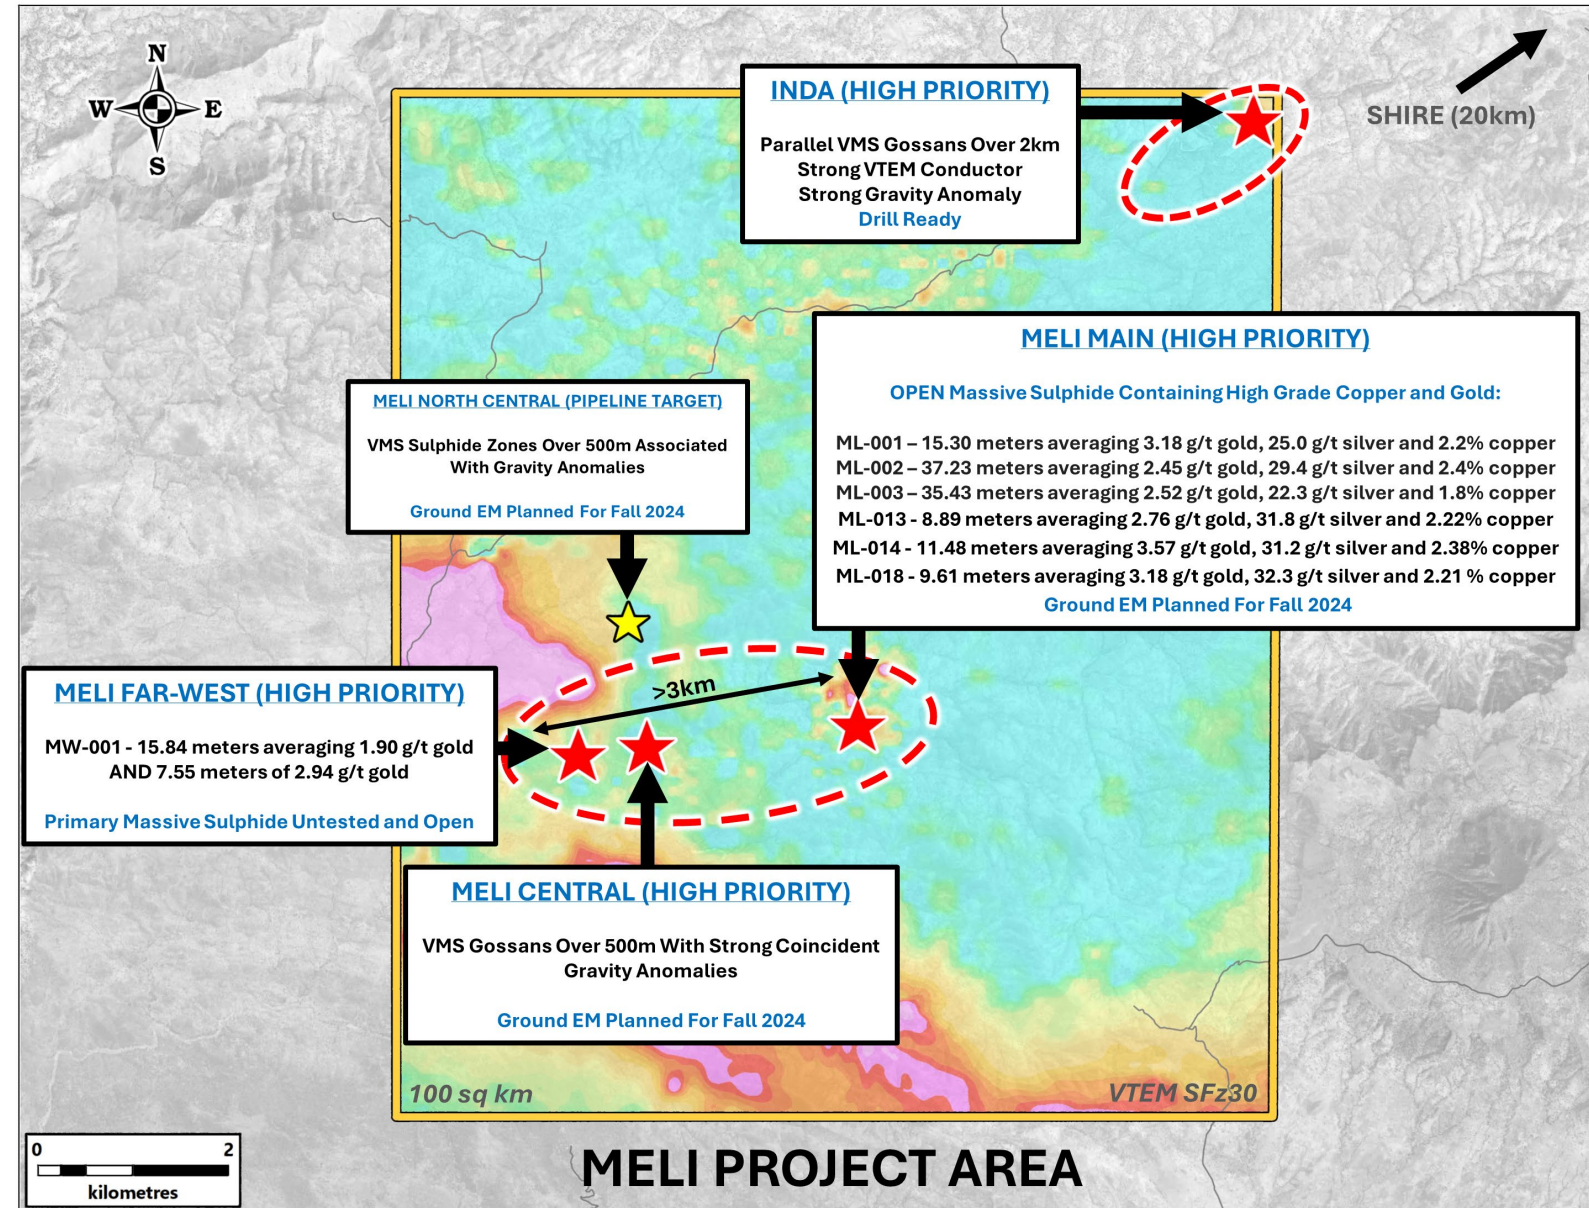 N
W E
S
INDA (HIGH PRIORITY)
Parallel VMS Gossans Over 2km
Strong VTEM Conductor
Strong Gravity Anomaly
Drill Ready
SHIRE (20km)
MELI MAIN (HIGH PRIORITY)
OPEN Massive Sulphide Containing High Grade Copper and Gold:
ML-001 – 15.30 meters averaging 3.18 g/t gold, 25.0 g/t silver and 2.2% copper
ML-002 – 37.23 meters averaging 2.45 g/t gold, 29.4 g/t silver and 2.4% copper
ML-003 – 35.43 meters averaging 2.52 g/t gold, 22.3 g/t silver and 1.8% copper
ML-013 - 8.89 meters averaging 2.76 g/t gold, 31.8 g/t silver and 2.22% copper
ML-014 - 11.48 meters averaging 3.57 g/t gold, 31.2 g/t silver and 2.38% copper
ML-018 - 9.61 meters averaging 3.18 g/t gold, 32.3 g/t silver and 2.21 % copper
Ground EM Planned For Fall 2024
MELI NORTH CENTRAL (PIPELINE TARGET)
VMS Sulphide Zones Over 500m Associated
With Gravity Anomalies
Ground EM Planned For Fall 2024
>3km
MELI FAR-WEST (HIGH PRIORITY)
MW-001 - 15.84 meters averaging 1.90 g/t gold
AND 7.55 meters of 2.94 g/t gold
Primary Massive Sulphide Untested and Open
MELI CENTRAL (HIGH PRIORITY)
VMS Gossans Over 500m With Strong Coincident
Gravity Anomalies
Ground EM Planned For Fall 2024
100 sq km
VTEM SFz30
0 2
kilometres
MELI PROJECT AREA